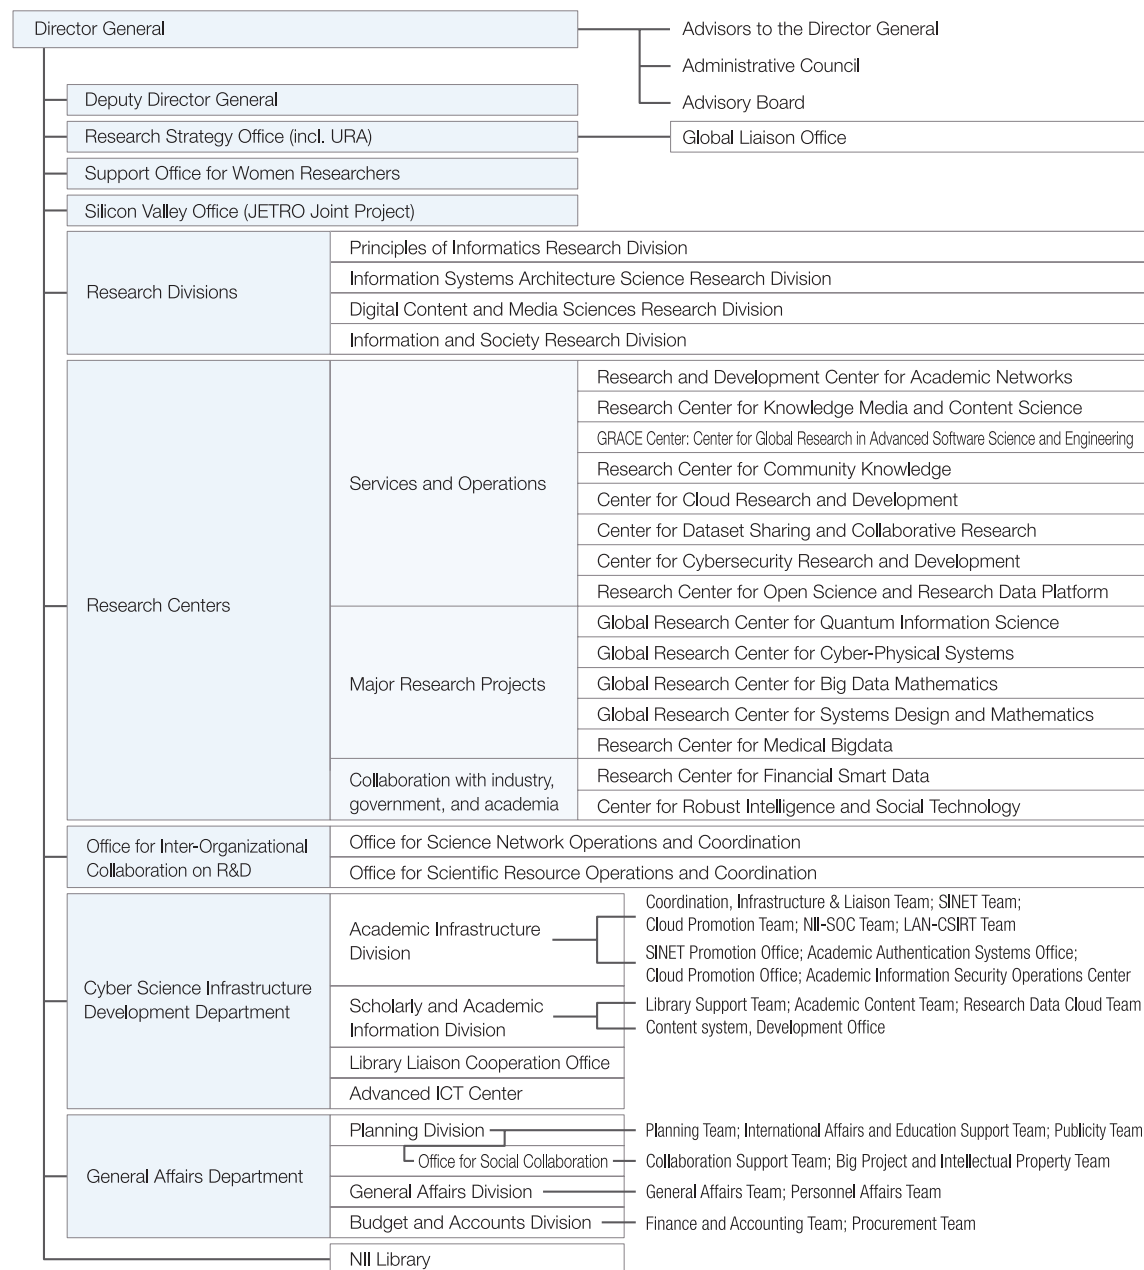 Director General
Advisors to the Director General
Administrative Council
Advisory Board
Deputy Director General
Research Strategy Office (incl. URA)
Global Liaison Office
Support Office for Women Researchers
Silicon Valley Office (JETRO Joint Project)
Research Divisions
Principles of Informatics Research Division
Information Systems Architecture Science Research Division
Digital Content and Media Sciences Research Division
Information and Society Research Division
Research Centers
Services and Operations
Research and Development Center for Academic Networks
Research Center for Knowledge Media and Content Science
GRACE Center: Center for Global Research in Advanced Software Science and Engineering
Research Center for Community Knowledge
Center for Cloud Research and Development
Center for Dataset Sharing and Collaborative Research
Center for Cybersecurity Research and Development
Research Center for Open Science and Research Data Platform
Major Research Projects
Global Research Center for Quantum Information Science
Global Research Center for Cyber-Physical Systems
Global Research Center for Big Data Mathematics
Global Research Center for Systems Design and Mathematics
Research Center for Medical Bigdata
Collaboration with industry,
government, and academia
Research Center for Financial Smart Data
Center for Robust Intelligence and Social Technology
Office for Inter-Organizational
Collaboration on R&D
Office for Science Network Operations and Coordination
Office for Scientific Resource Operations and Coordination
Cyber Science Infrastructure
Development Department
Academic Infrastructure
Division
Coordination, Infrastructure & Liaison Team; SINET Team;
Cloud Promotion Team; NII-SOC Team; LAN-CSIRT Team
SINET Promotion Office; Academic Authentication Systems Office;
Cloud Promotion Office; Academic Information Security Operations Center
Scholarly and Academic
Information Division
Library Support Team; Academic Content Team; Research Data Cloud Team
Content system, Development Office
Library Liaison Cooperation Office
Advanced ICT Center
General Affairs Department
Planning Division
Planning Team; International Affairs and Education Support Team; Publicity Team
Office for Social Collaboration
Collaboration Support Team; Big Project and Intellectual Property Team
General Affairs Division
General Affairs Team; Personnel Affairs Team
Budget and Accounts Division
Finance and Accounting Team; Procurement Team
NII Library